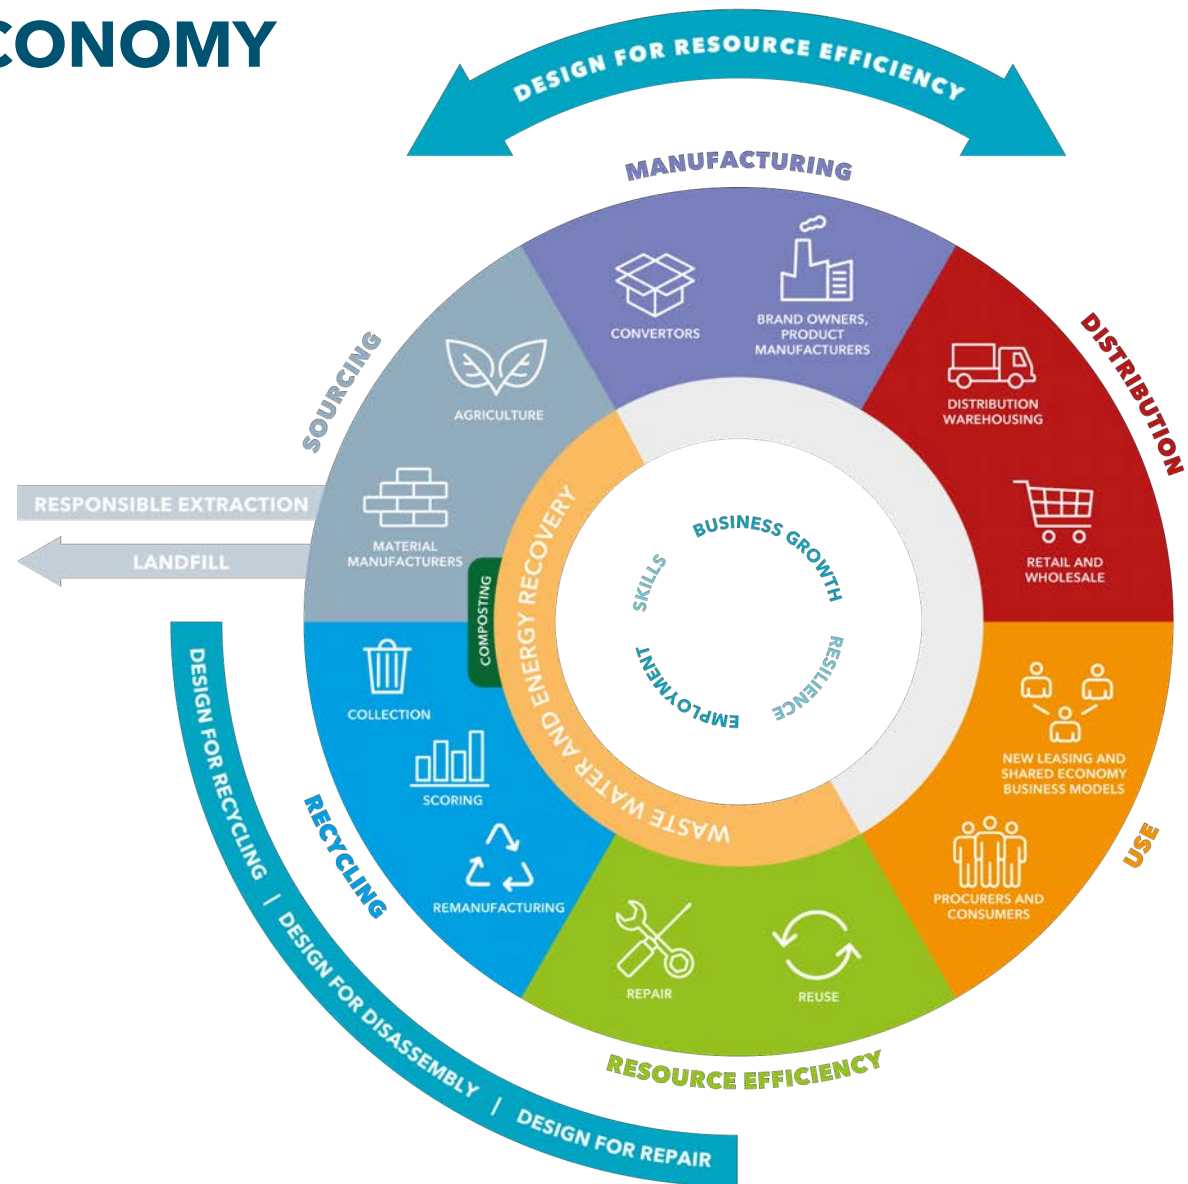 CONOMY
DESIGN FOR RESOURCE EFFICIENCY
MANUFACTURING
CONVERTORS
BRAND OWNERS,
PRODUCT
MANUFACTURERS
DISTRIBUTION
DISTRIBUTION
WAREHOUSING
RETAIL AND
WHOLESALE
SOURCING
AGRICULTURE
MATERIAL
MANUFACTURERS
RESPONSIBLE EXTRACTION
LANDFILL
COMPOSTING
WASTE WATER AND ENERGY RECOVERY
BUSINESS GROWTH
RESILIENCE
EMPLOYMENT
SKILLS
USE
NEW LEASING AND
SHARED ECONOMY
BUSINESS MODELS
PROCURERS AND
CONSUMERS
RECYCLING
COLLECTION
SCORING
REMANUFACTURING
REPAIR
REUSE
RESOURCE EFFICIENCY
DESIGN FOR RECYCLING | DESIGN FOR DISASSEMBLY | DESIGN FOR REPAIR